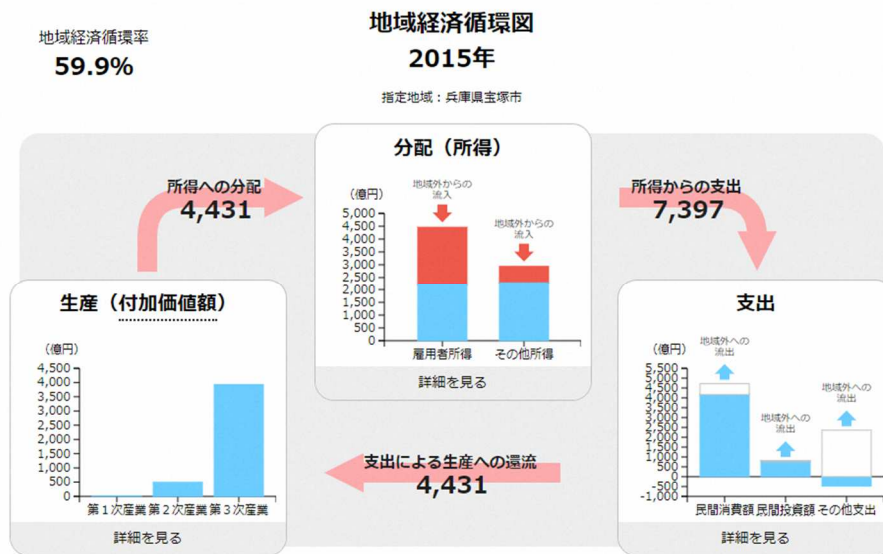 地域経済循環図
2015年
指定地域：兵庫県宝塚市
地域経済循環率
59.9%
分配（所得）
（億円）
地域外からの
流入
地域外からの
流入
5,000
4,500
4,000
3,500
3,000
2,500
2,000
1,500
1,000
500
0
雇用者所得 その他所得
詳細を見る
所得への分配
4,431
所得からの支出
7,397
生産（付加価値額）
（億円）
4,500
4,000
3,500
3,000
2,500
2,000
1,500
1,000
500
0
第１次産業 第２次産業 第３次産業
詳細を見る
支出
（億円）
地域外への
流出
地域外への
流出
地域外への
流出
5,500
5,000
4,500
4,000
3,500
3,000
2,500
2,000
1,500
1,000
500
0
-500
-1,000
民間消費額 民間投資額 その他支出
詳細を見る
支出による生産への還流
4,431